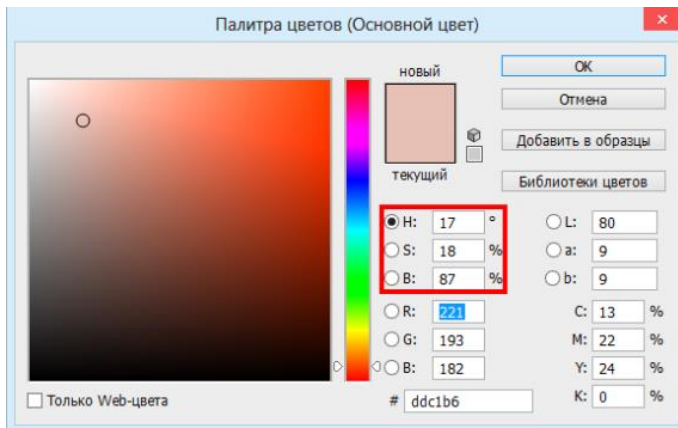 Палитра цветов (Основной цвет)
новый
текущий
OK
Отмена
Добавить в образцы
Библиотеки цветов
H: 17 °
S: 18 %
B: 87 %
R: 221
G: 193
B: 182
# ddc1b6
L: 80
a: 9
b: 9
C: 13 %
M: 22 %
Y: 24 %
K: 0 %
Только Web-цвета